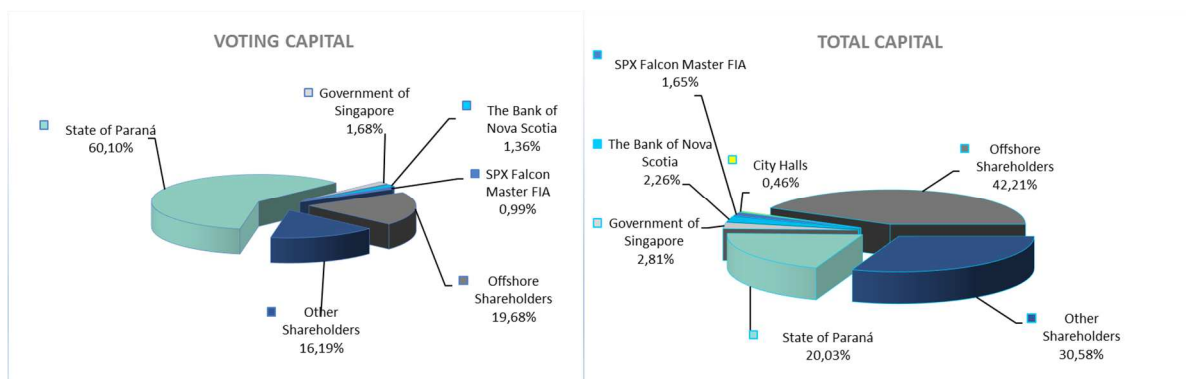 VOTING CAPITAL
Government of
Singapore
1,68%
The Bank of
Nova Scotia
1,36%
State of Paraná
60,10%
SPX Falcon
Master FIA
0,99%
Offshore
Shareholders
19,68%
Other
Shareholders
16,19%
TOTAL CAPITAL
SPX Falcon Master FIA
1,65%
The Bank of Nova
Scotia
2,26%
City Halls
0,46%
Offshore
Shareholders
42,21%
Government of
Singapore
2,81%
State of Paraná
20,03%
Other
Shareholders
30,58%